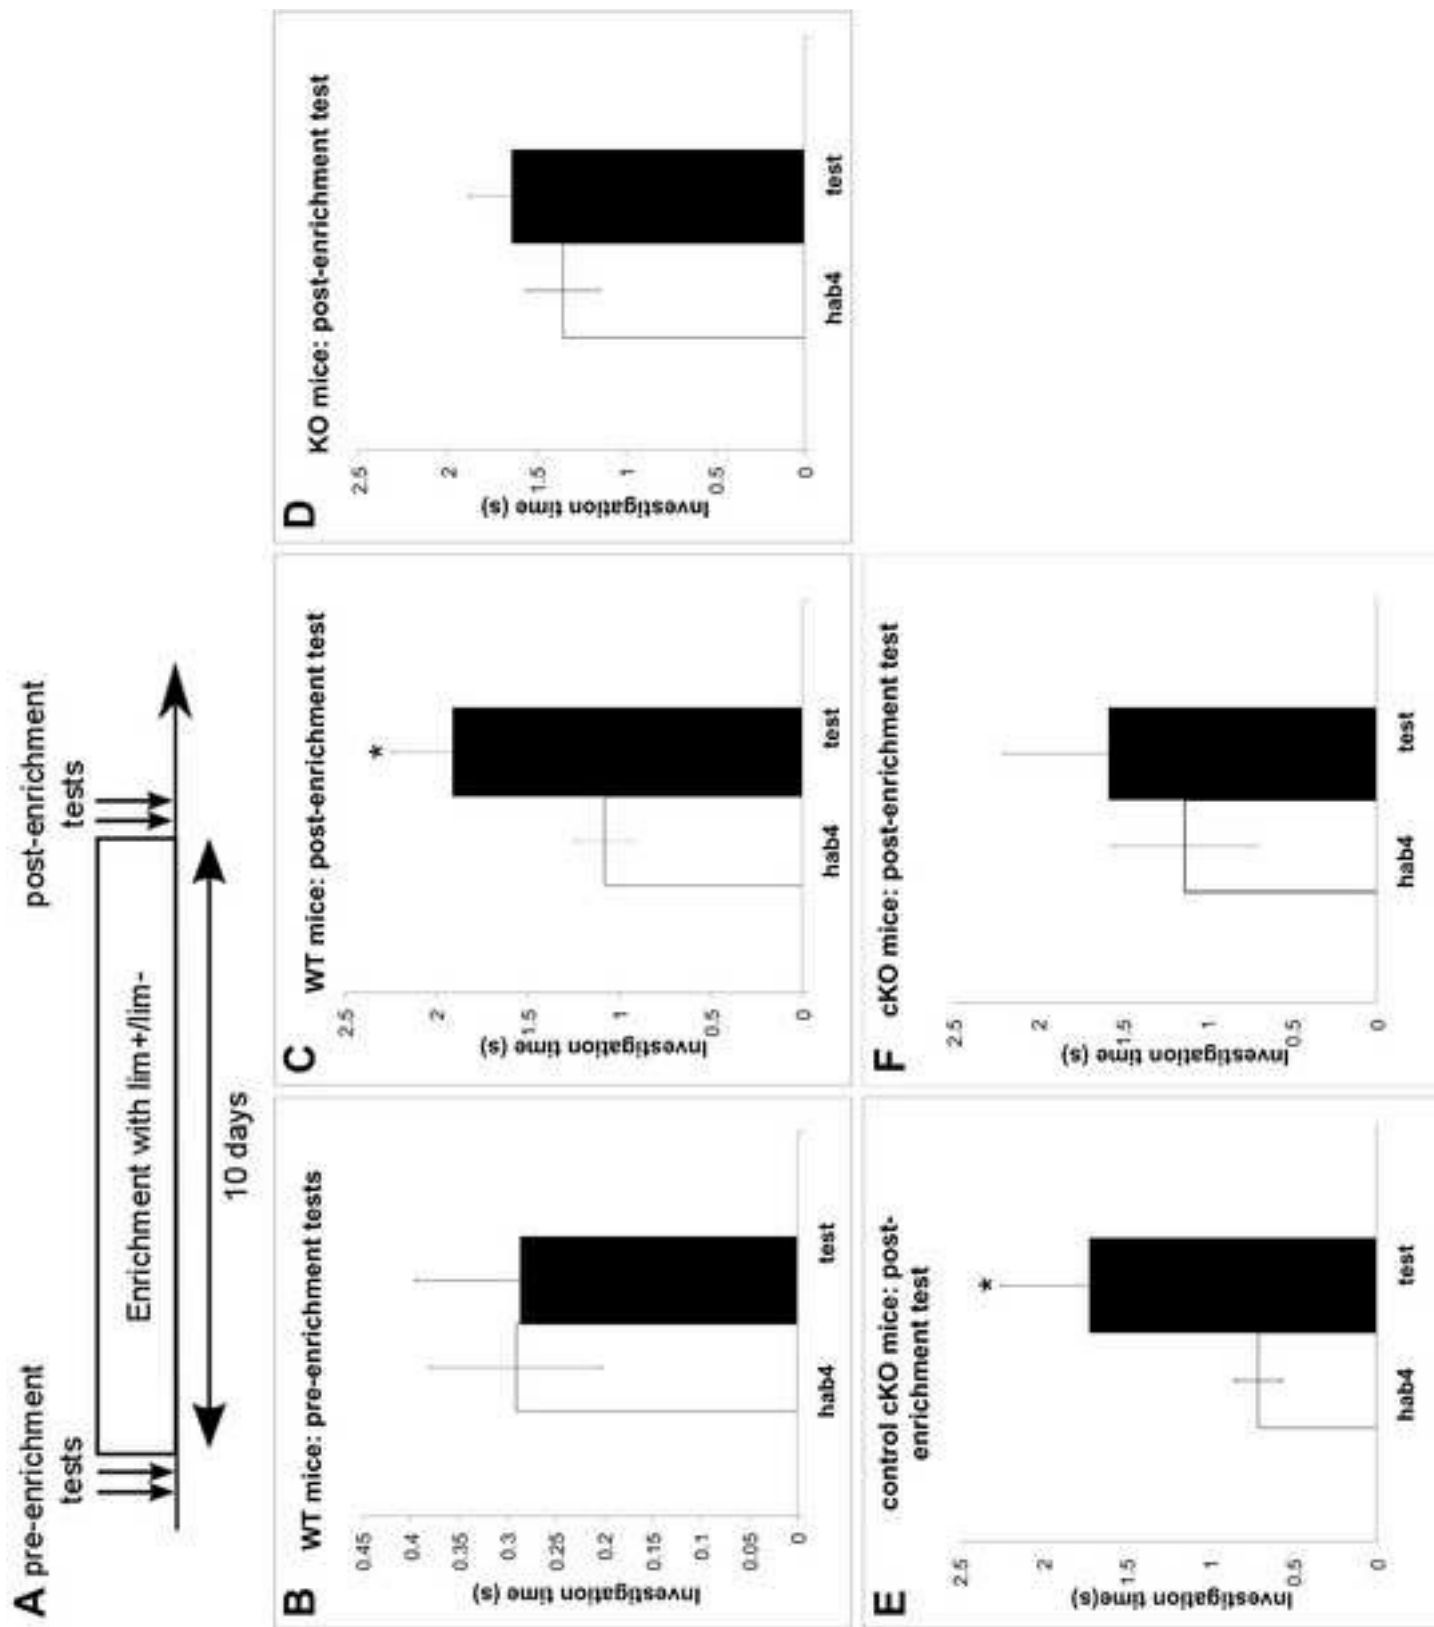 A pre-enrichment
tests
post-enrichment
tests
Enrichment with lim+/lim-
10 days
B
WT mice: pre-enrichment tests
Investigation time (s)
0.45
0.4
0.35
0.3
0.25
0.2
0.15
0.1
0.05
0
hab4
test
C
WT mice: post-enrichment test
Investigation time (s)
2.5
2
1.5
1
0.5
0
*
hab4
test
D
KO mice: post-enrichment test
Investigation time (s)
2.5
2
1.5
1
0.5
0
hab4
test
E
control cKO mice: post-
enrichment test
Investigation time(s)
2.5
2
1.5
1
0.5
0
*
hab4
test
F
cKO mice: post-enrichment test
Investigation time (s)
2.5
2
1.5
1
0.5
0
hab4
test